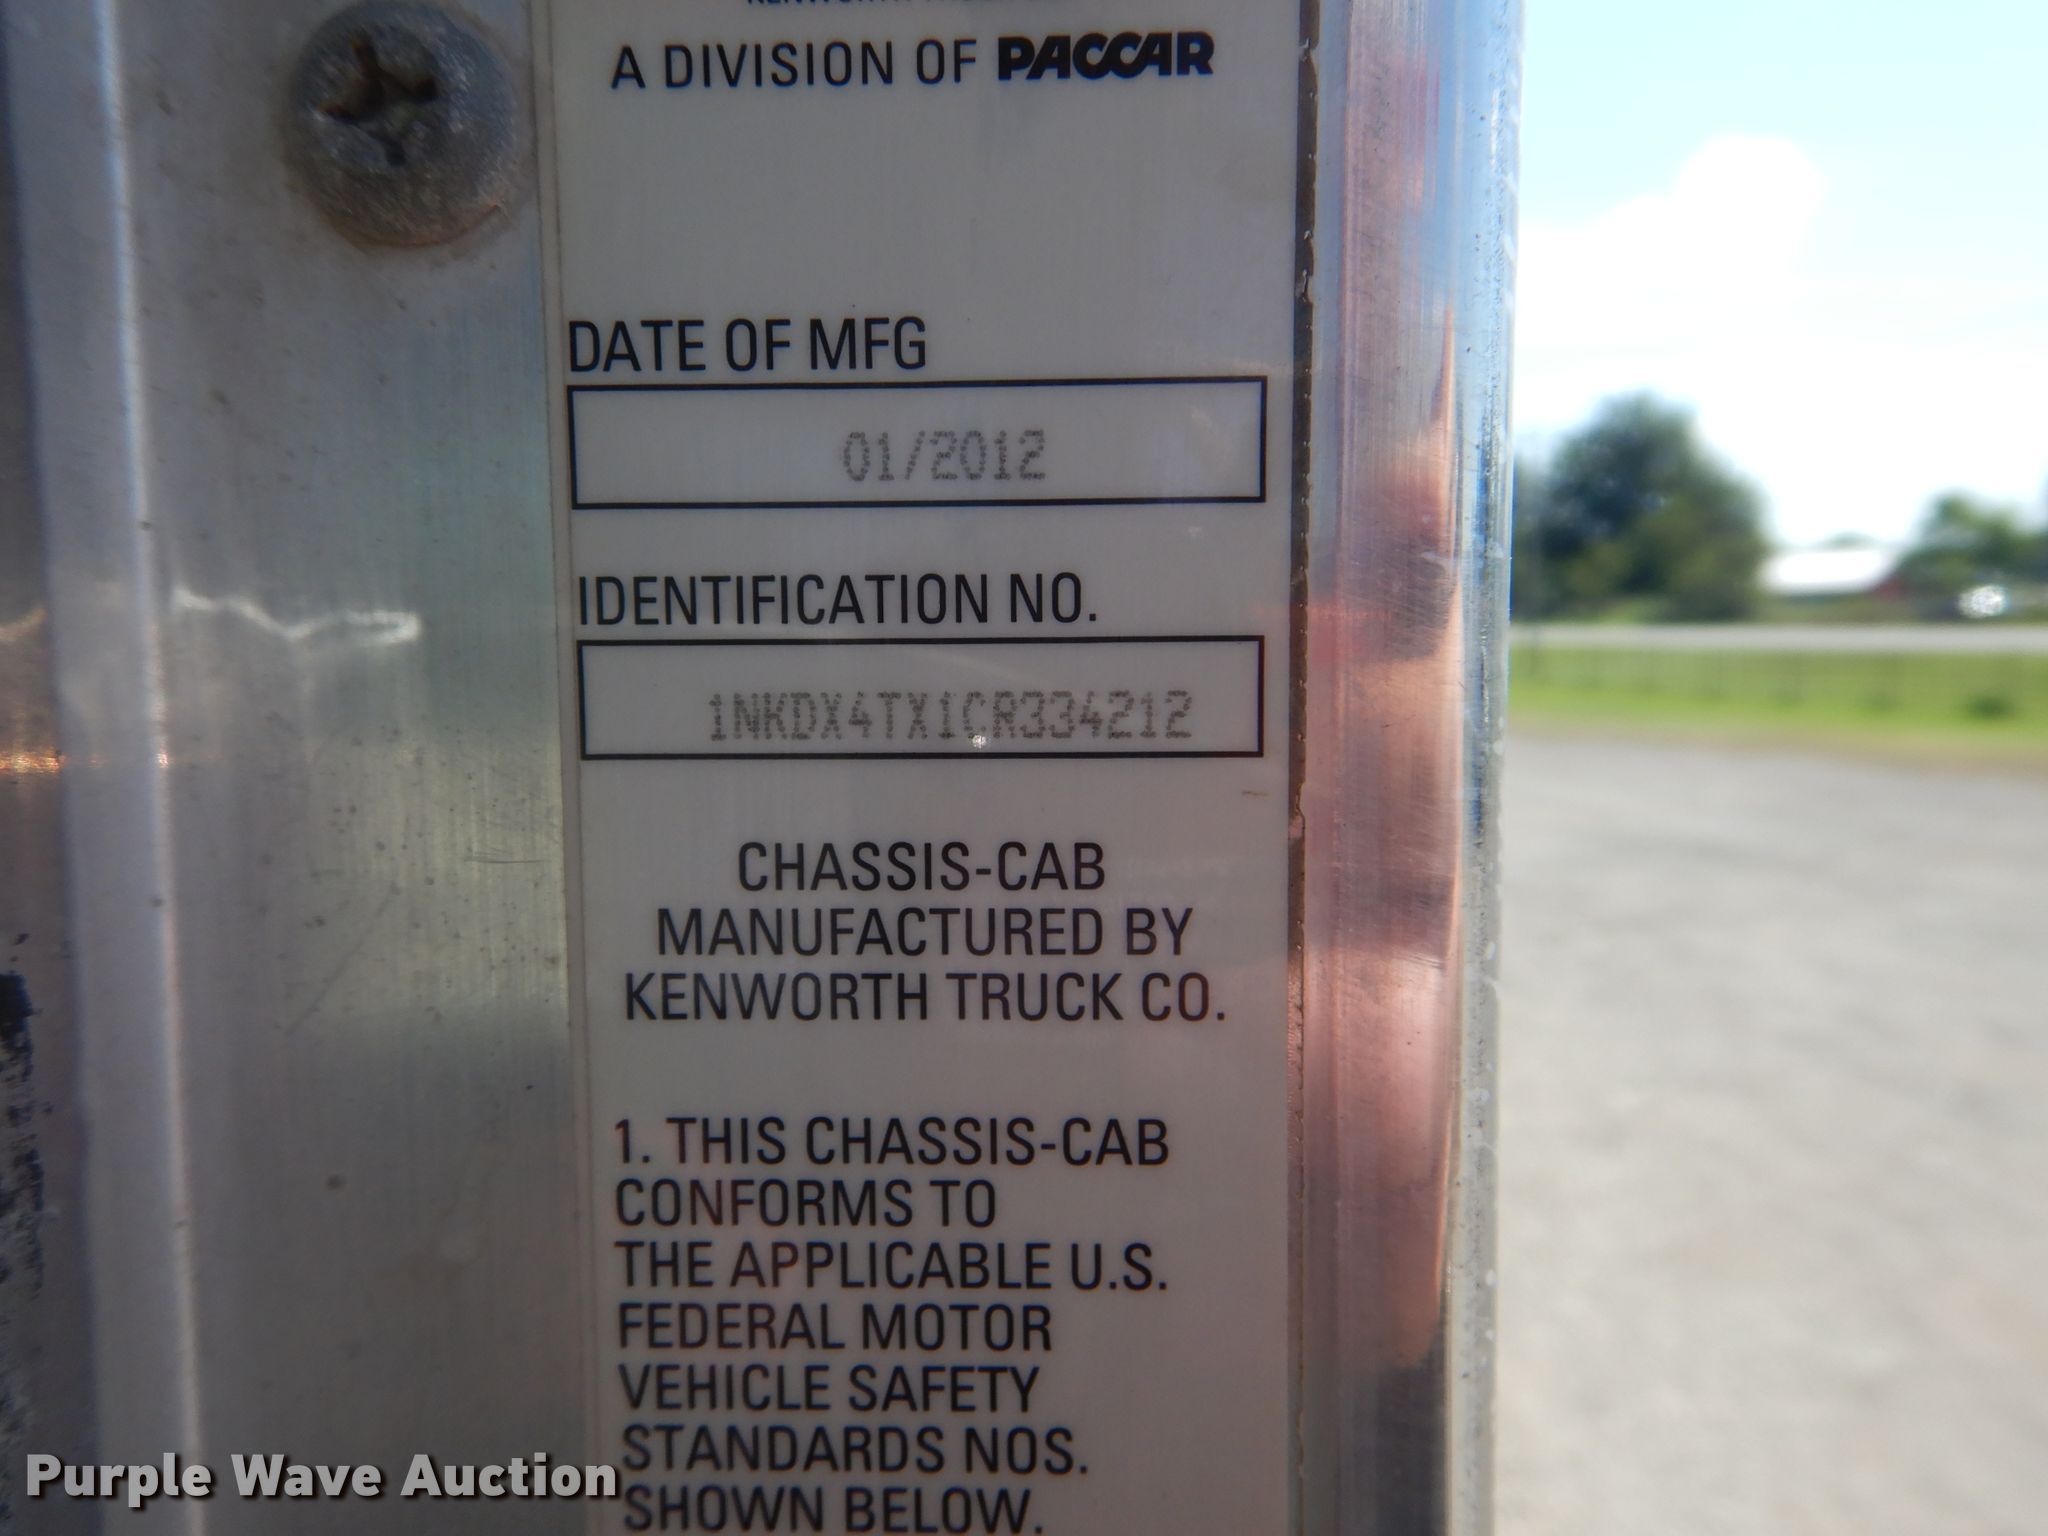 A DIVISION OF PACCAR
DATE OF MFG
01/2012
IDENTIFICATION NO.
1NKDX4TX1CR334212
CHASSIS-CAB
MANUFACTURED BY
KENWORTH TRUCK CO.
1. THIS CHASSIS-CAB
CONFORMS TO
THE APPLICABLE U.S.
FEDERAL MOTOR
VEHICLE SAFETY
STANDARDS NOS.
SHOWN BELOW.
Purple Wave Auction